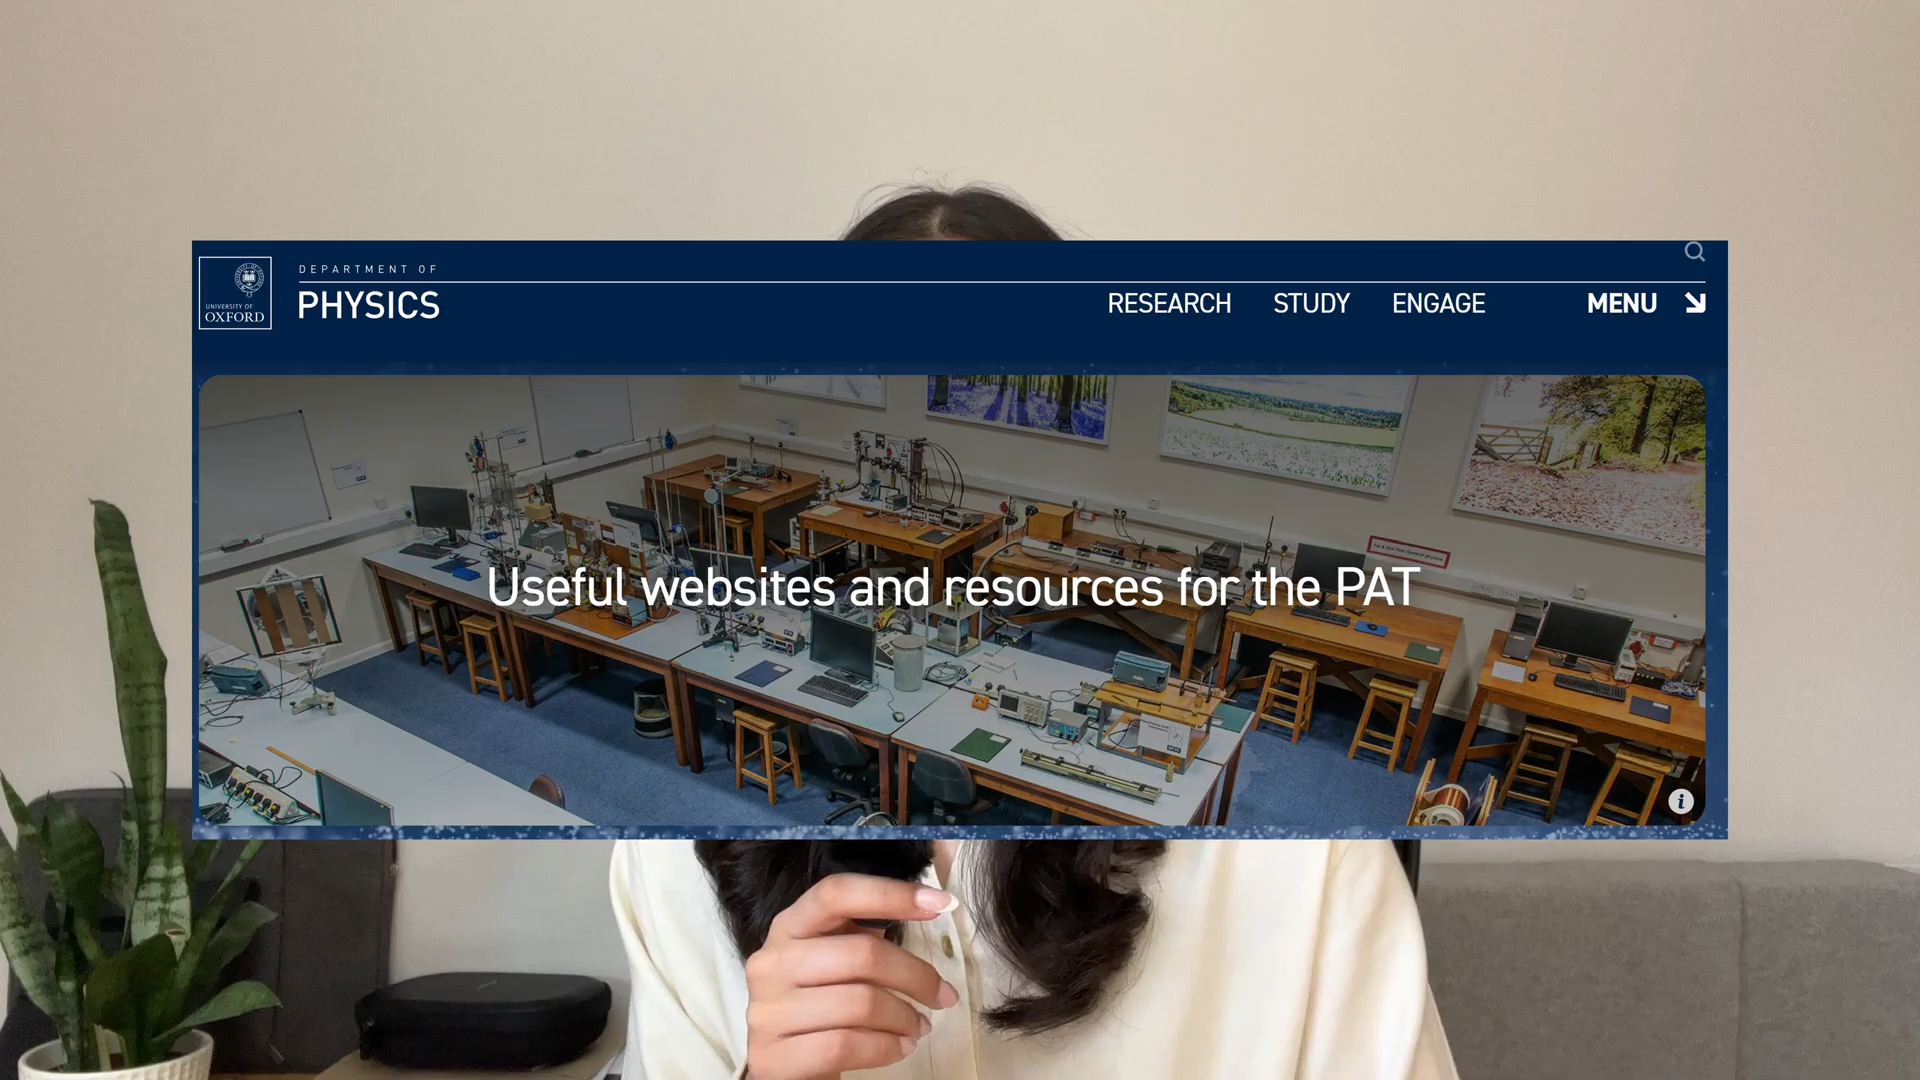 DEPARTMENT OF
PHYSICS
UNIVERSITY OF
OXFORD
RESEARCH
STUDY
ENGAGE
MENU
Useful websites and resources for the PAT
i